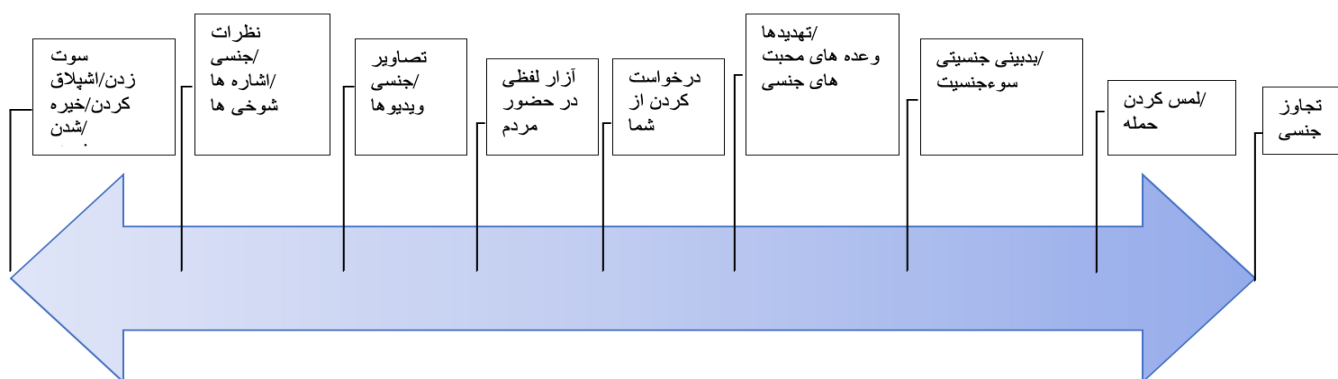 سوت
زدن/اشپلاق
کردن/خیره
شدن/
نظرات
جنسی/
اشاره ها/
شوخی ها
تصاویر
جنسی/
ویدیوها
آزار لفظی
در حضور
مردم
درخواست
کردن از
شما
تهدیدها/
وعده های محبت
های جنسی
بدبینی جنسیتی/
سوءجنسیت
لمس کردن/
حمله
تجاوز
جنسی